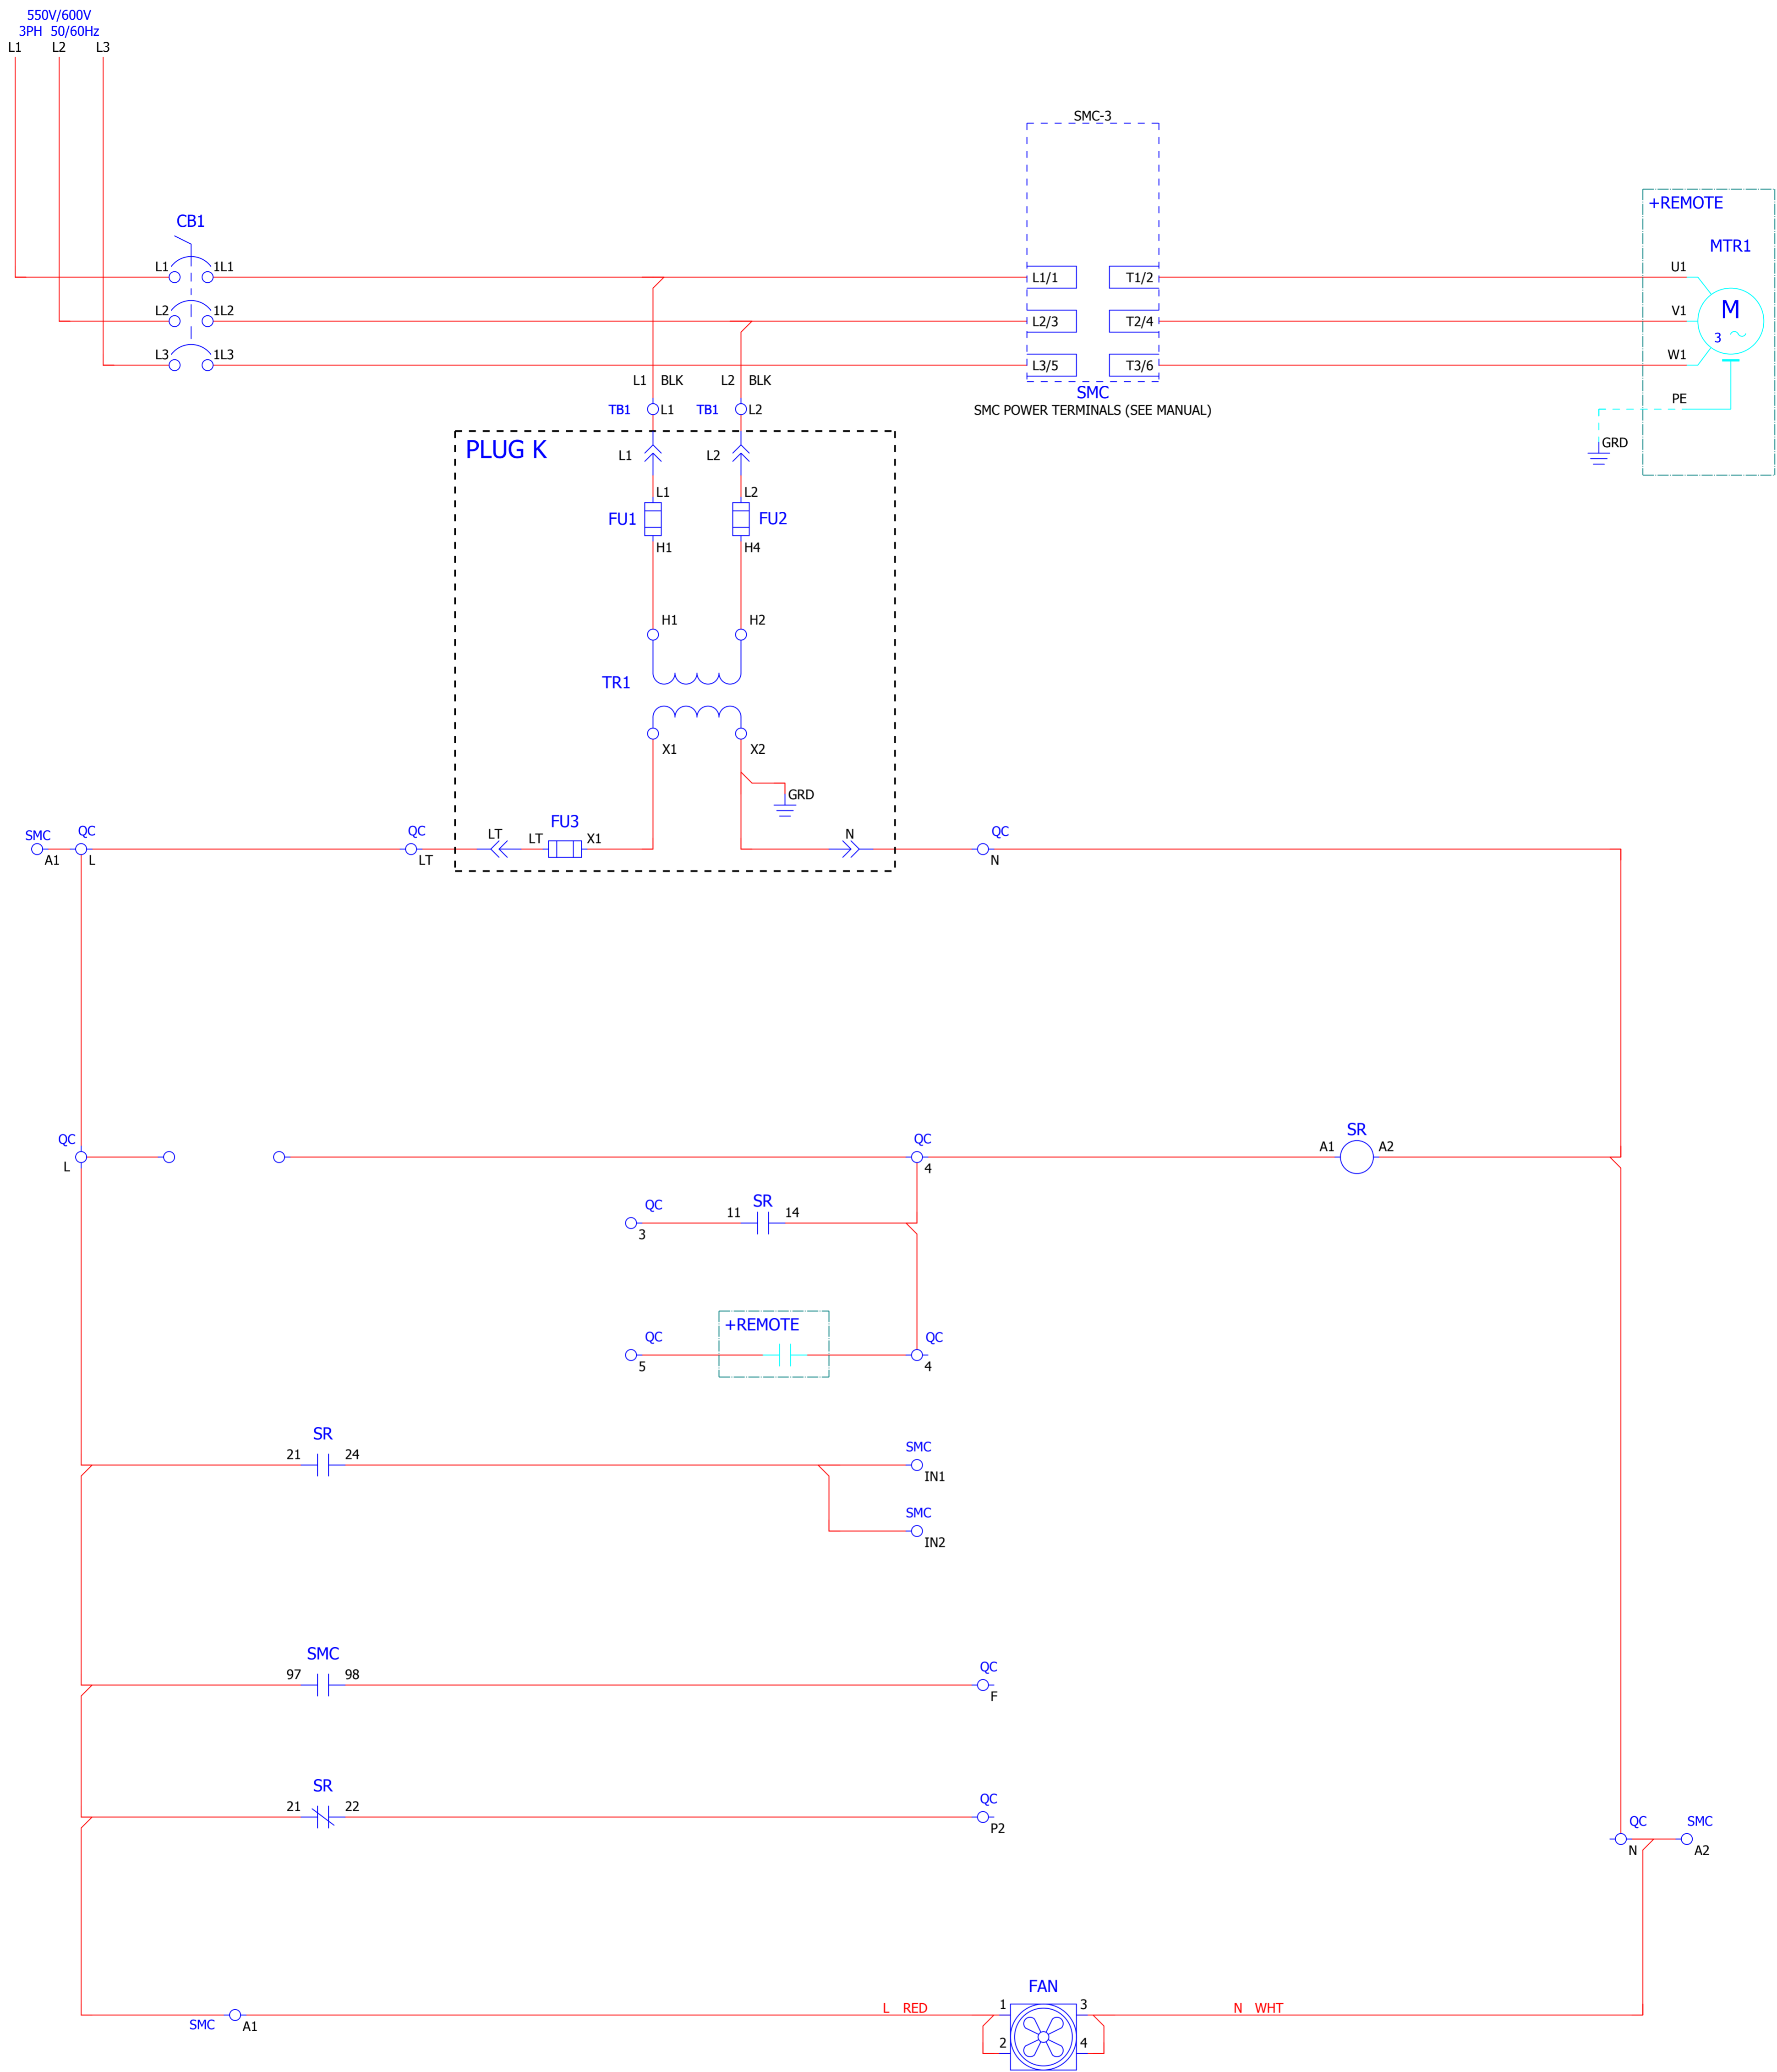 550V/600V
3PH 50/60Hz
L1 L2 L3
SMC-3
+REMOTE
CB1
MTR1
L1 1L1 L1/1 T1/2 U1
L2 1L2 L2/3 T2/4 V1
M
3
L3 1L3 L3/5 T3/6 W1
L1 BLK L2 BLK
SMC
PE
TB1 L1 TB1 L2
SMC POWER TERMINALS (SEE MANUAL)
GRD
PLUG K
L1 L2
L1 L2
FU1 FU2
H1 H4
H1 H2
TR1
X1 X2
GRD
FU3
SMC QC QC LT LT X1 N QC
A1 L LT N
QC QC SR
A1 A2
L 4
QC SR
11 14
3
+REMOTE
QC QC
5 4
SR SMC
21 24
IN1
SMC
IN2
SMC QC
97 98
F
SR QC
21 22
P2
QC SMC
N A2
FAN
L RED 1 3 N WHT
SMC A1
2 4